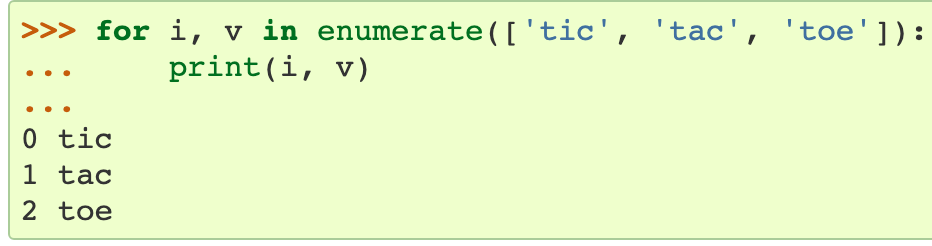 >>> for i, v in enumerate(['tic', 'tac', 'toe']):
...     print(i, v)
...
0 tic
1 tac
2 toe